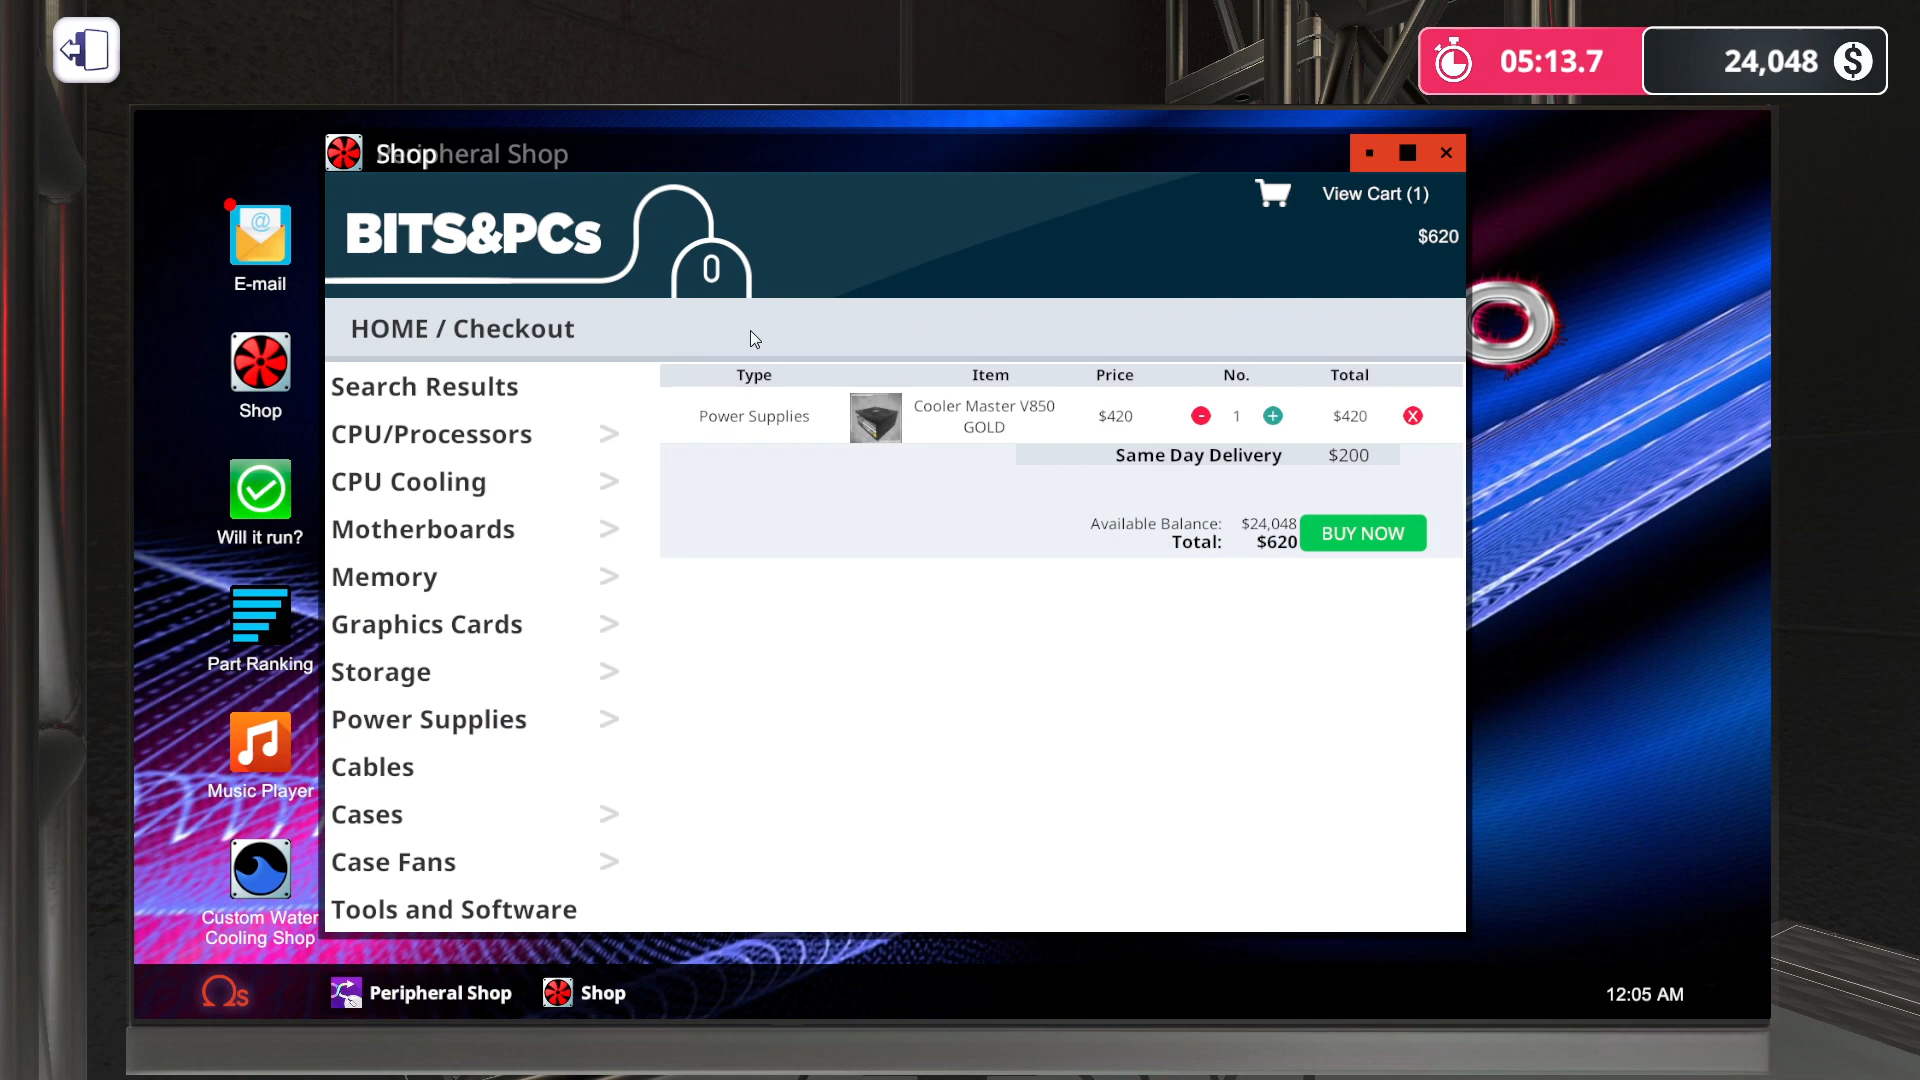 05:13.7
24,048
Shop
Peripheral Shop
BITS&PCs
View Cart (1)
$620
HOME / Checkout
E-mail
Shop
Will it run?
Part Ranking
Music Player
Custom Water
Cooling Shop
Search Results
CPU/Processors >
CPU Cooling >
Motherboards >
Memory >
Graphics Cards >
Storage >
Power Supplies >
Cables
Cases >
Case Fans >
Tools and Software
Type Item Price No. Total
Power Supplies Cooler Master V850 $420 - 1 + $420 X
GOLD
Same Day Delivery $200
Available Balance: $24,048
Total: $620
BUY NOW
Ωs
Peripheral Shop
Shop
12:05 AM